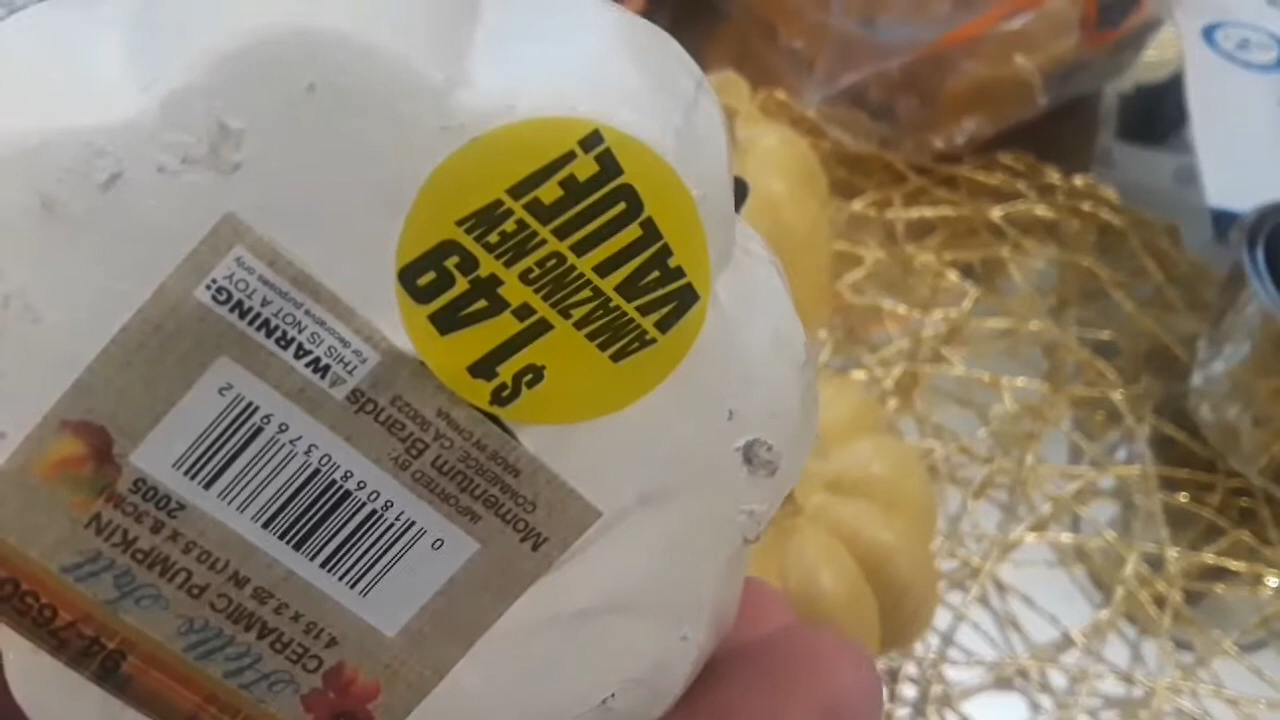 $1.49
AMAZING NEW
VALUE!
947650
Hello Fall
CERAMIC PUMPKIN
4.15 x 3.25 IN (10.5 x 8.3CM
2005
0 18068 03769 2
IMPORTED BY:
Momentum Brands
COMMERCE, CA 90023
MADE IN CHINA
WARNING:
THIS IS NOT A TOY
For decorative purposes only.